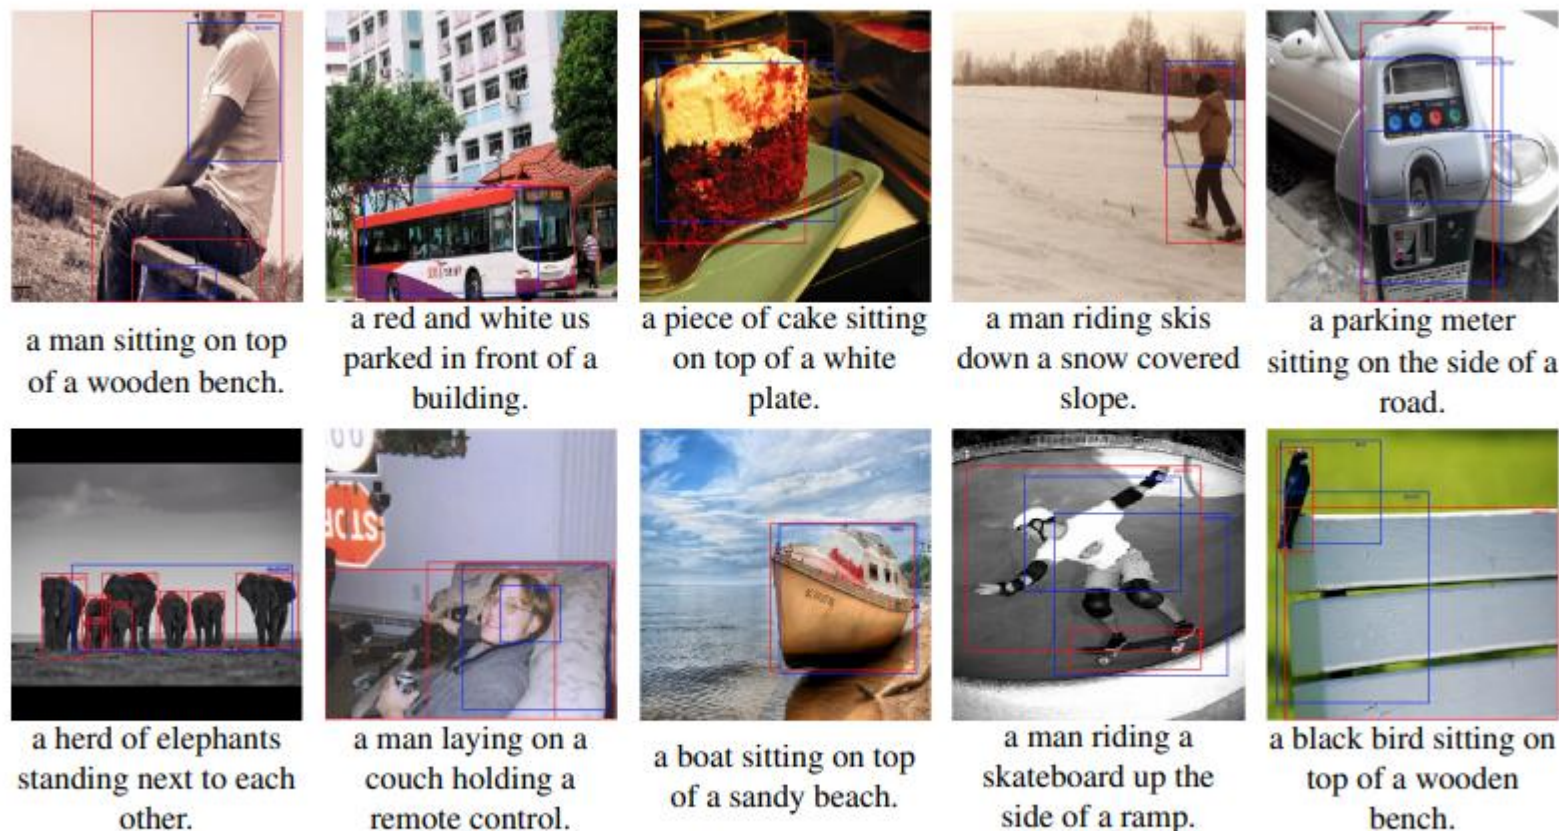 a man sitting on top
of a wooden bench.
a red and white us
parked in front of a
building.
a piece of cake sitting
on top of a white
plate.
a man riding skis
down a snow covered
slope.
a parking meter
sitting on the side of a
road.
STOP
a herd of elephants
standing next to each
other.
a man laying on a
couch holding a
remote control.
a boat sitting on top
of a sandy beach.
a man riding a
skateboard up the
side of a ramp.
a black bird sitting on
top of a wooden
bench.